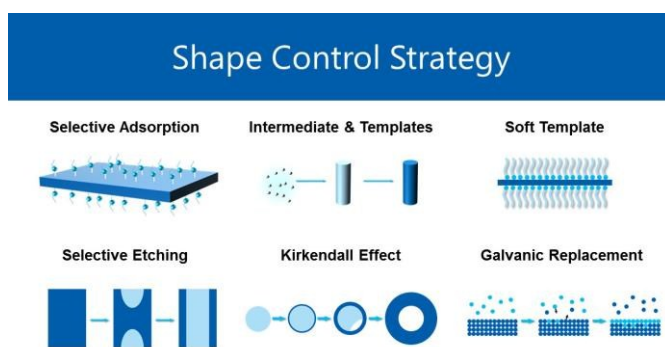 Shape Control Strategy
Selective Adsorption
Intermediate & Templates
Soft Template
Selective Etching
Kirkendall Effect
Galvanic Replacement